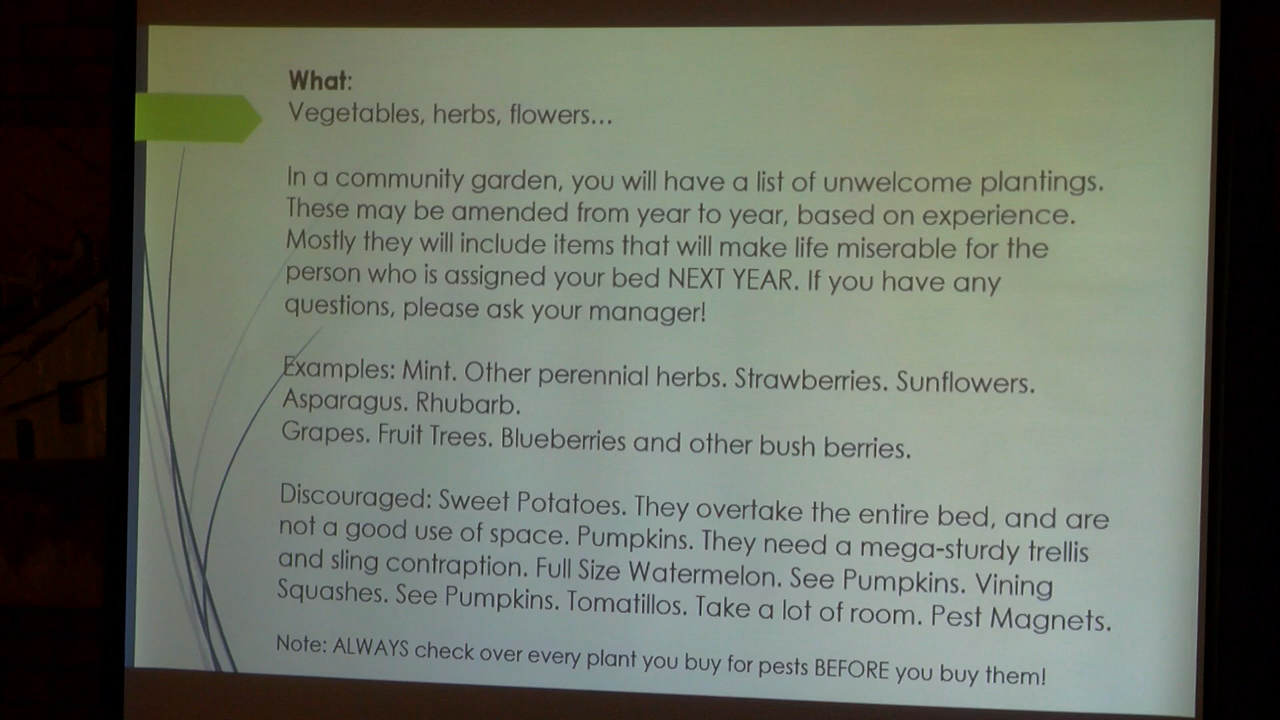 What:
Vegetables, herbs, flowers...
In a community garden, you will have a list of unwelcome plantings.
These may be amended from year to year, based on experience.
Mostly they will include items that will make life miserable for the
person who is assigned your bed NEXT YEAR. If you have any
questions, please ask your manager!
Examples: Mint. Other perennial herbs. Strawberries. Sunflowers.
Asparagus. Rhubarb.
Grapes. Fruit Trees. Blueberries and other bush berries.
Discouraged: Sweet Potatoes. They overtake the entire bed, and are
not a good use of space. Pumpkins. They need a mega-sturdy trellis
and sling contraption. Full Size Watermelon. See Pumpkins. Vining
Squashes. See Pumpkins. Tomatillos. Take a lot of room. Pest Magnets.
Note: ALWAYS check over every plant you buy for pests BEFORE you buy them!